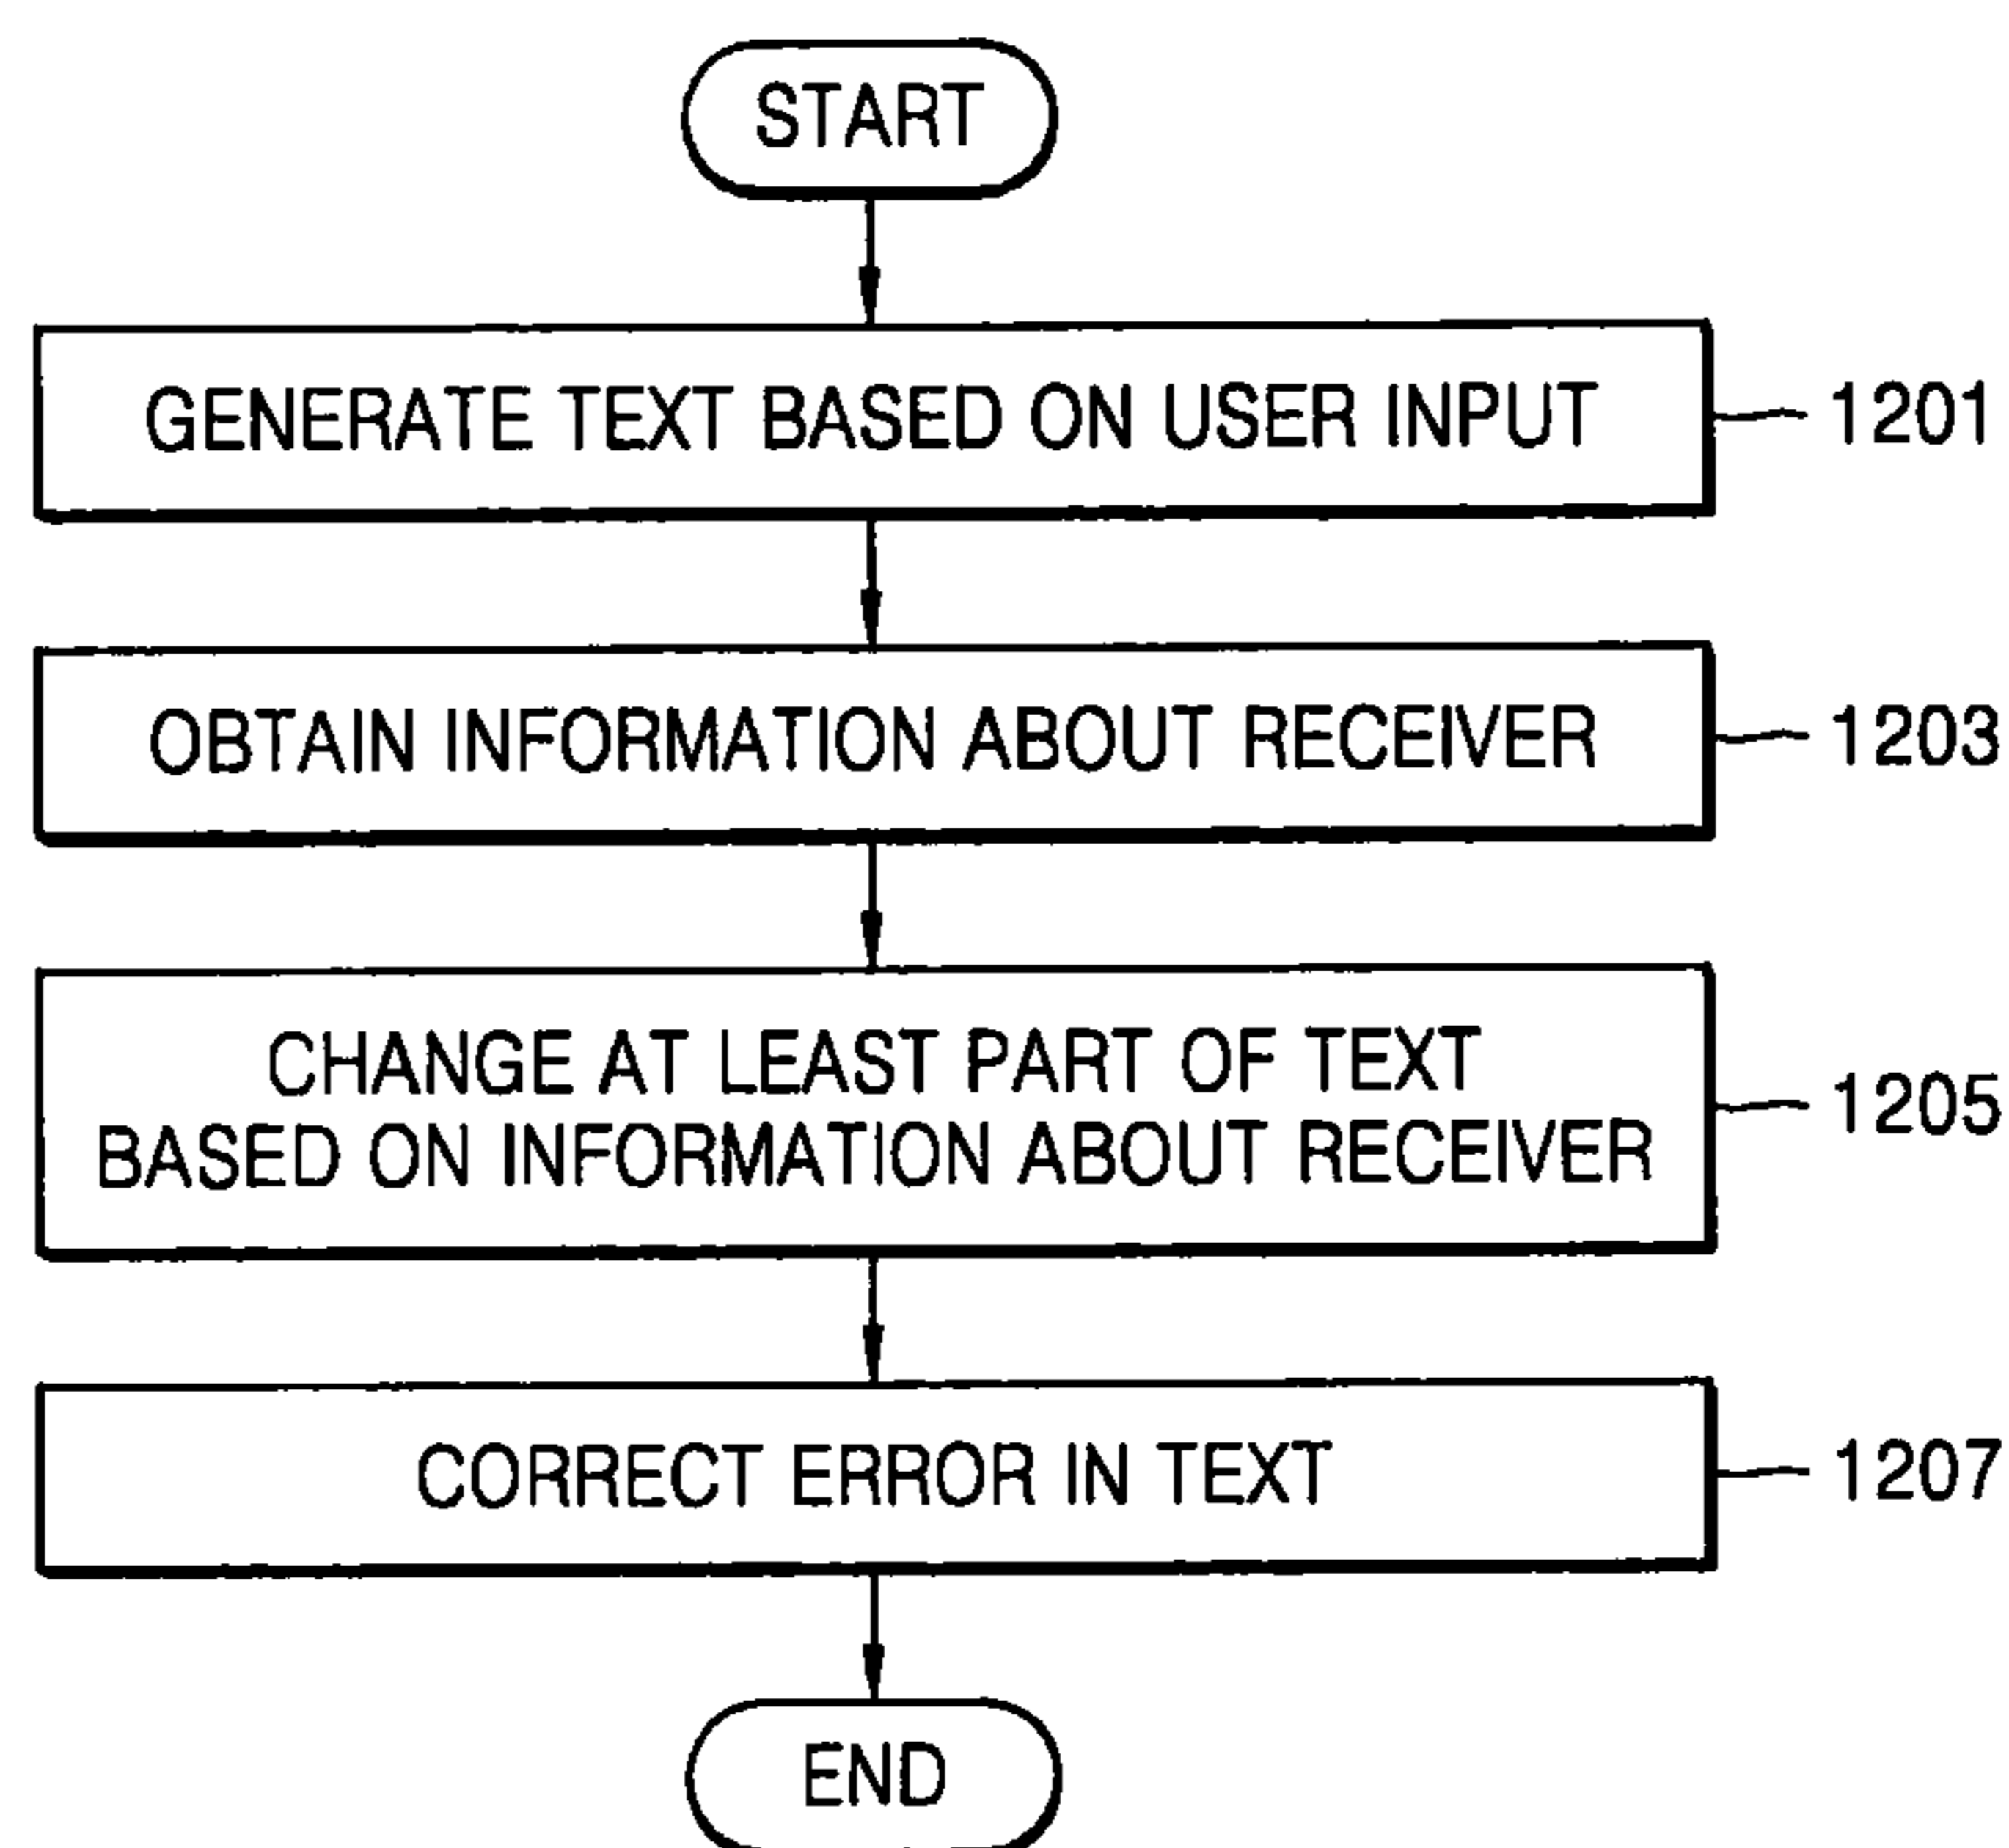 START
GENERATE TEXT BASED ON USER INPUT
1201
OBTAIN INFORMATION ABOUT RECEIVER
1203
CHANGE AT LEAST PART OF TEXT
BASED ON INFORMATION ABOUT RECEIVER
1205
CORRECT ERROR IN TEXT
1207
END